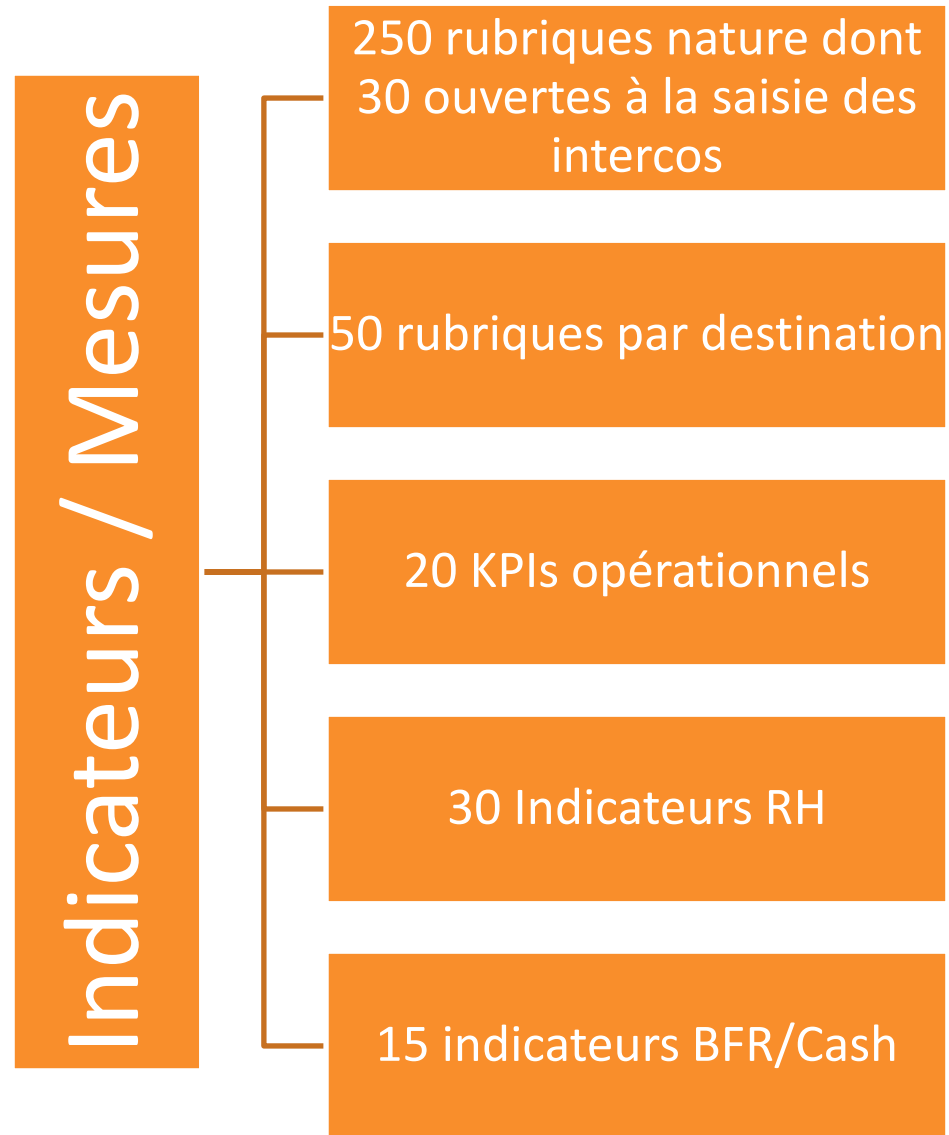 Indicateurs / Mesures
250 rubriques nature dont
30 ouvertes à la saisie des
intercos
50 rubriques par destination
20 KPIs opérationnels
30 Indicateurs RH
15 indicateurs BFR/Cash